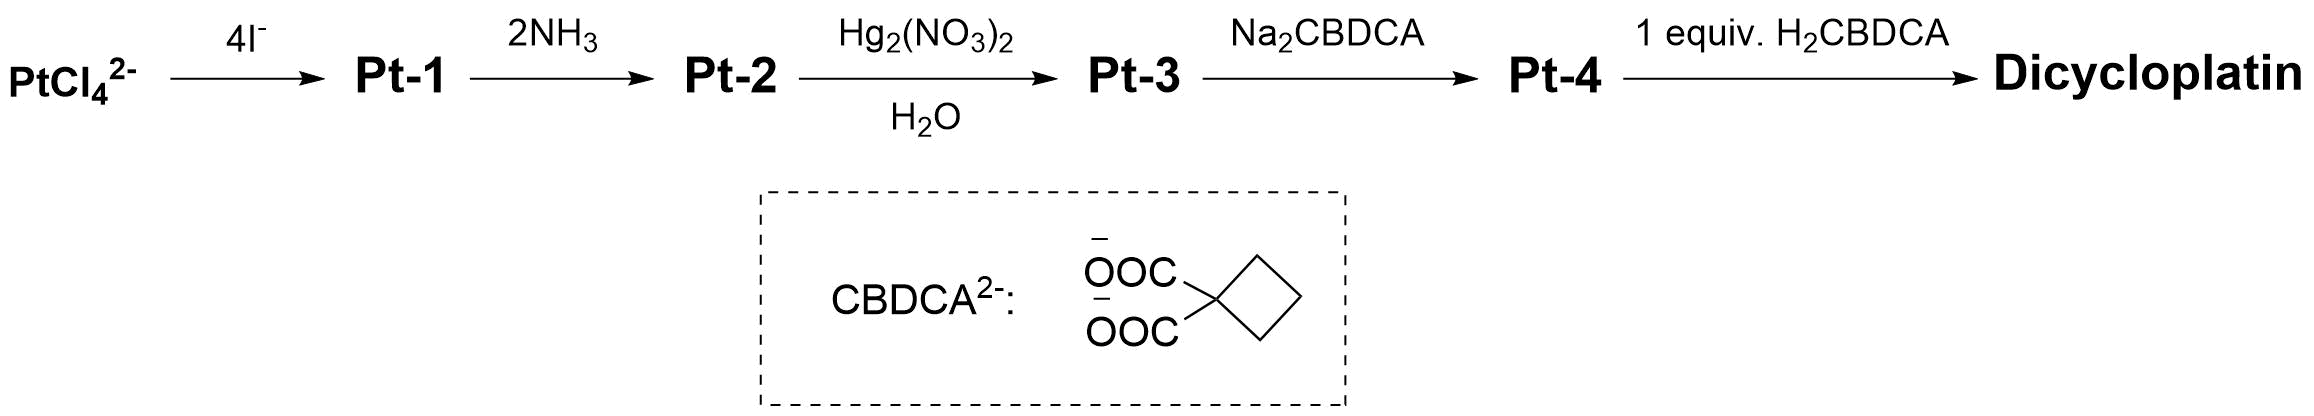 PtCl₄²⁻ 4I⁻ Pt-1 2NH₃ Pt-2 Hg₂(NO₃)₂ H₂O Pt-3 Na₂CBDCA Pt-4 1 equiv. H₂CBDCA Dicycloplatin
CBDCA²⁻: ⁻OOC
⁻OOC